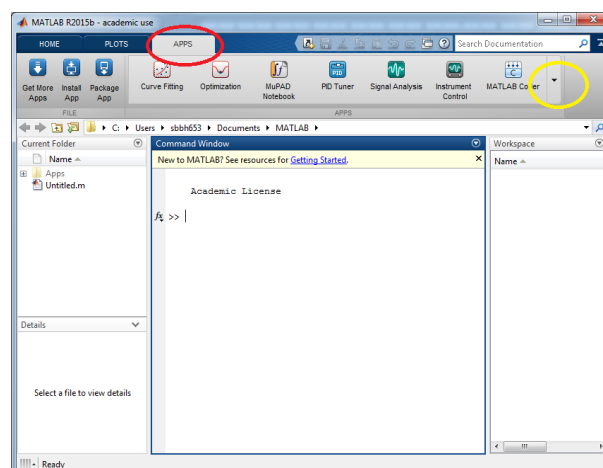 MATLAB R2015b - academic use
HOME PLOTS APPS Search Documentation
Get More Apps
Install App
Package App
Curve Fitting
Optimization
MuPAD Notebook
PID Tuner
Signal Analysis
Instrument Control
MATLAB Coder
FILE APPS
C: Users sbbh653 Documents MATLAB
Current Folder
Name
Apps
Untitled.m
Details
Select a file to view details
Command Window
New to MATLAB? See resources for Getting Started.
Academic License
fx >>
Workspace
Name
Ready